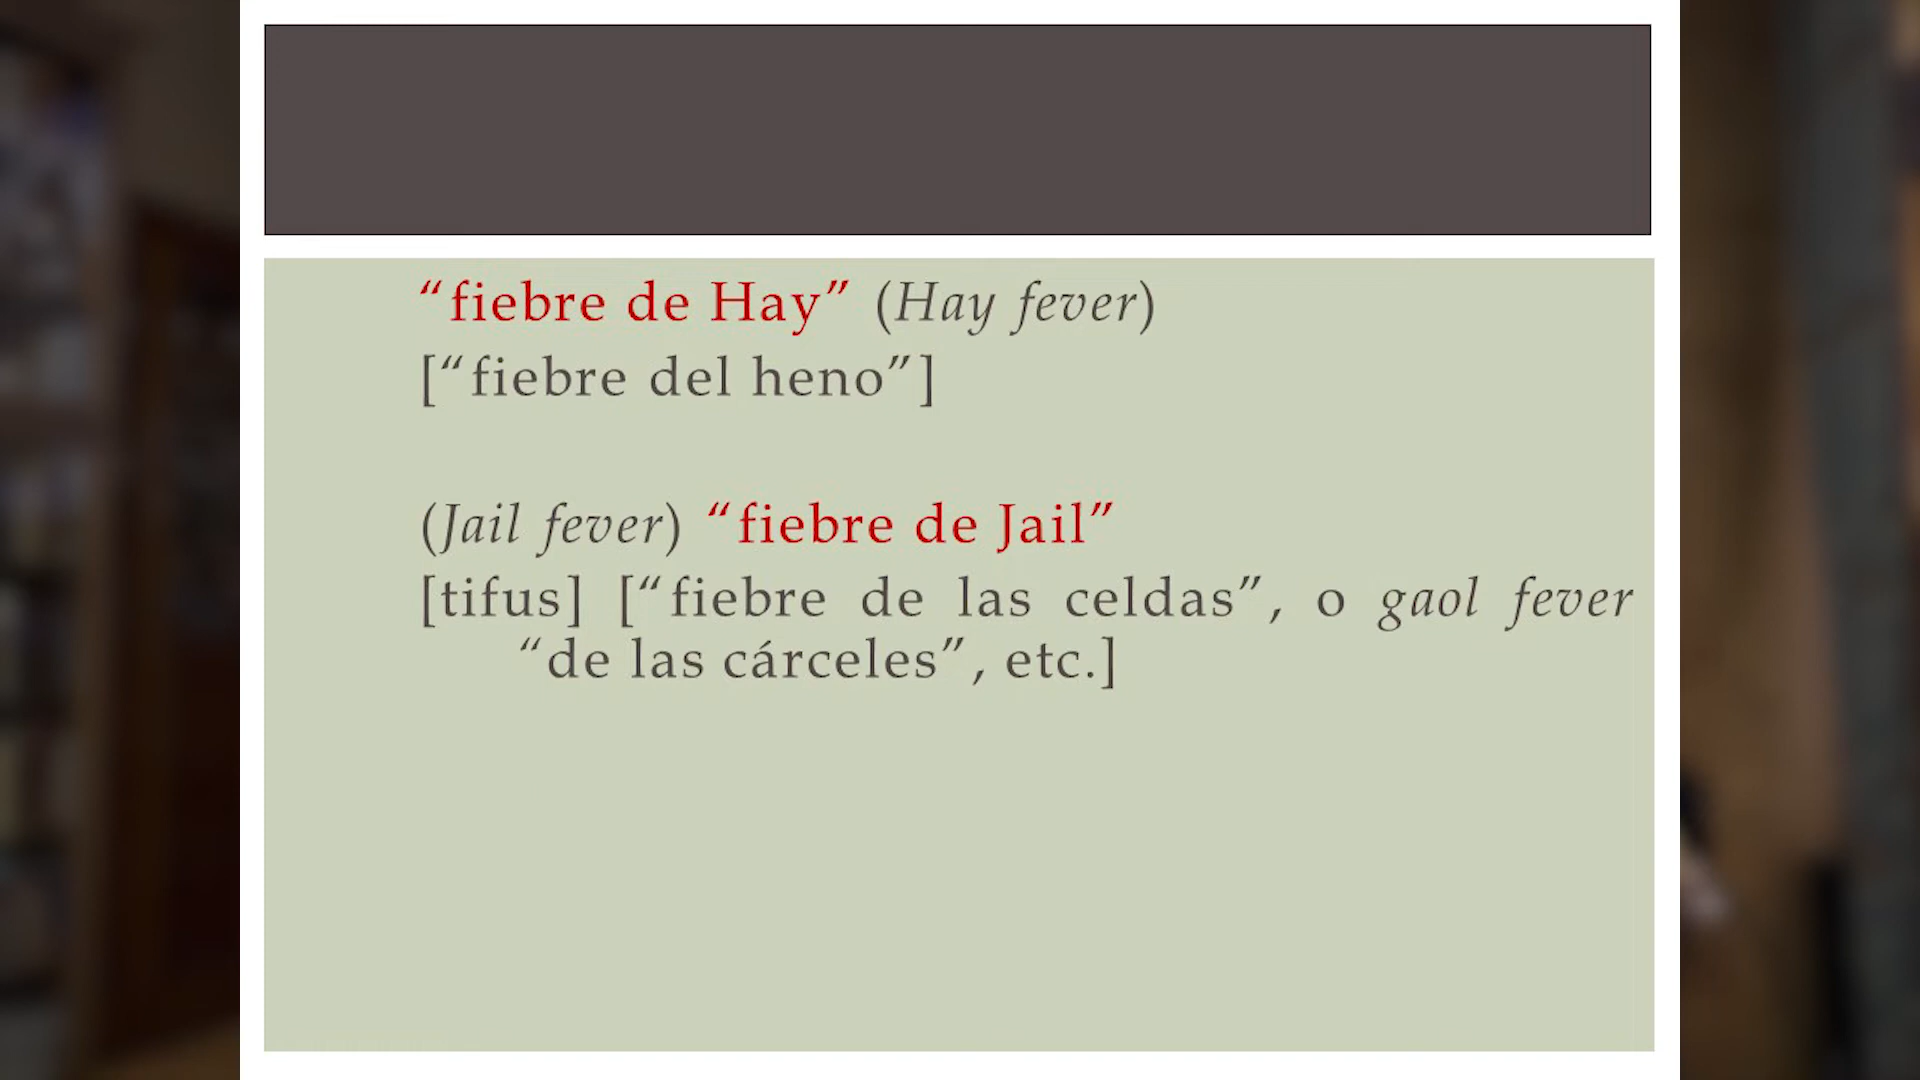 “fiebre de Hay” (Hay fever)
[“fiebre del heno”]
(Jail fever) “fiebre de Jail”
[tifus] [“fiebre de las celdas”, o gaol fever
“de las cárceles”, etc.]